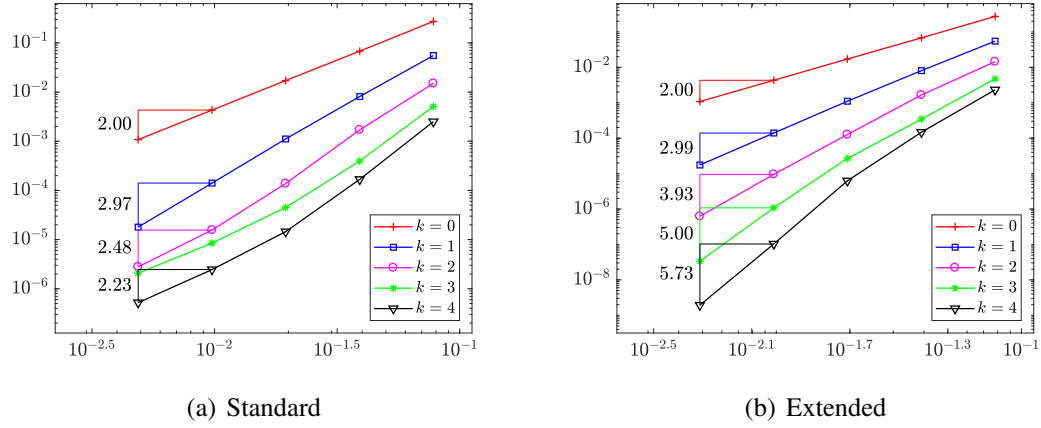 10^-1
10^-2
10^-3
10^-4
10^-5
10^-6
2.00
2.97
2.48
2.23
k = 0
k = 1
k = 2
k = 3
k = 4
10^-2.5
10^-2
10^-1.5
10^-1
(a) Standard
10^-2
10^-4
10^-6
10^-8
2.00
2.99
3.93
5.00
5.73
k = 0
k = 1
k = 2
k = 3
k = 4
10^-2.5
10^-2.1
10^-1.7
10^-1.3
10^-1
(b) Extended